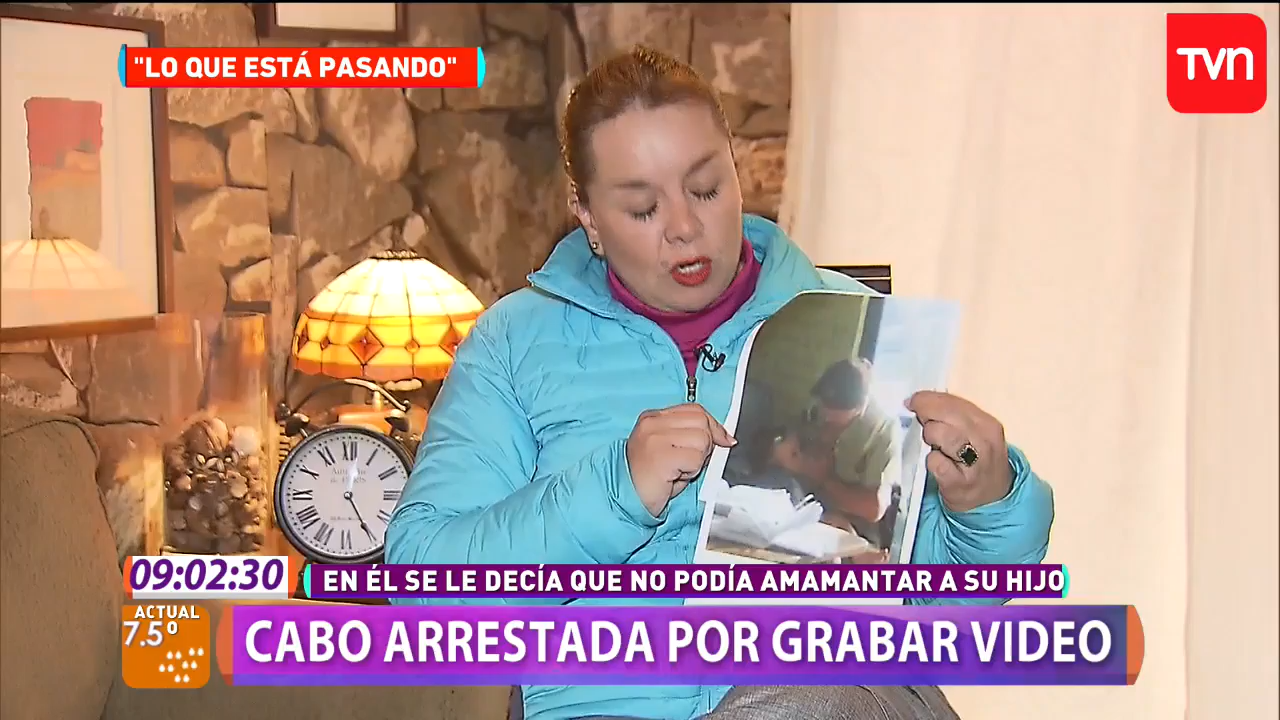 "LO QUE ESTÁ PASANDO"
TVN
09:02:30
EN ÉL SE LE DECÍA QUE NO PODÍA AMAMANTAR A SU HIJO
ACTUAL
7.5º
CABO ARRESTADA POR GRABAR VIDEO